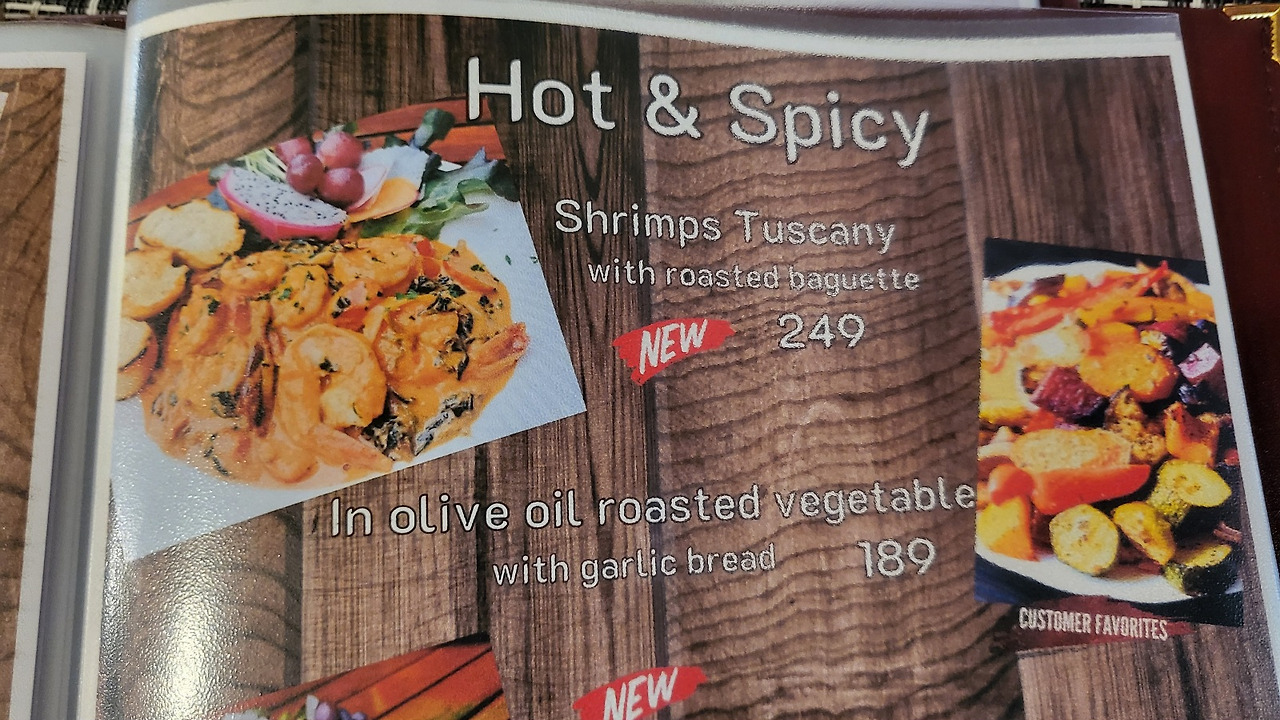 Hot & Spicy
Shrimps Tuscany
with roasted baguette
NEW 249
In olive oil roasted vegetable
with garlic bread 189
CUSTOMER FAVORITES
NEW